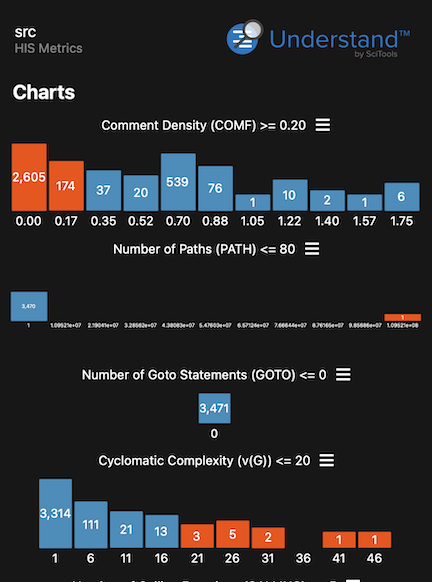 src
HIS Metrics
Understand™
by SciTools
Charts
Comment Density (COMF) >= 0.20
2,605 174 37 20 539 76 1 10 2 1 6
0.00 0.17 0.35 0.52 0.70 0.88 1.05 1.22 1.40 1.57 1.75
Number of Paths (PATH) <= 80
3,470 1
1 1.09521e+07 2.19041e+07 3.28562e+07 4.38083e+07 5.47603e+07 6.57124e+07 7.66644e+07 8.76165e+07 9.85686e+07 1.09521e+08
Number of Goto Statements (GOTO) <= 0
3,471
0
Cyclomatic Complexity (v(G)) <= 20
3,314 111 21 13 3 5 2 1 1
1 6 11 16 21 26 31 36 41 46